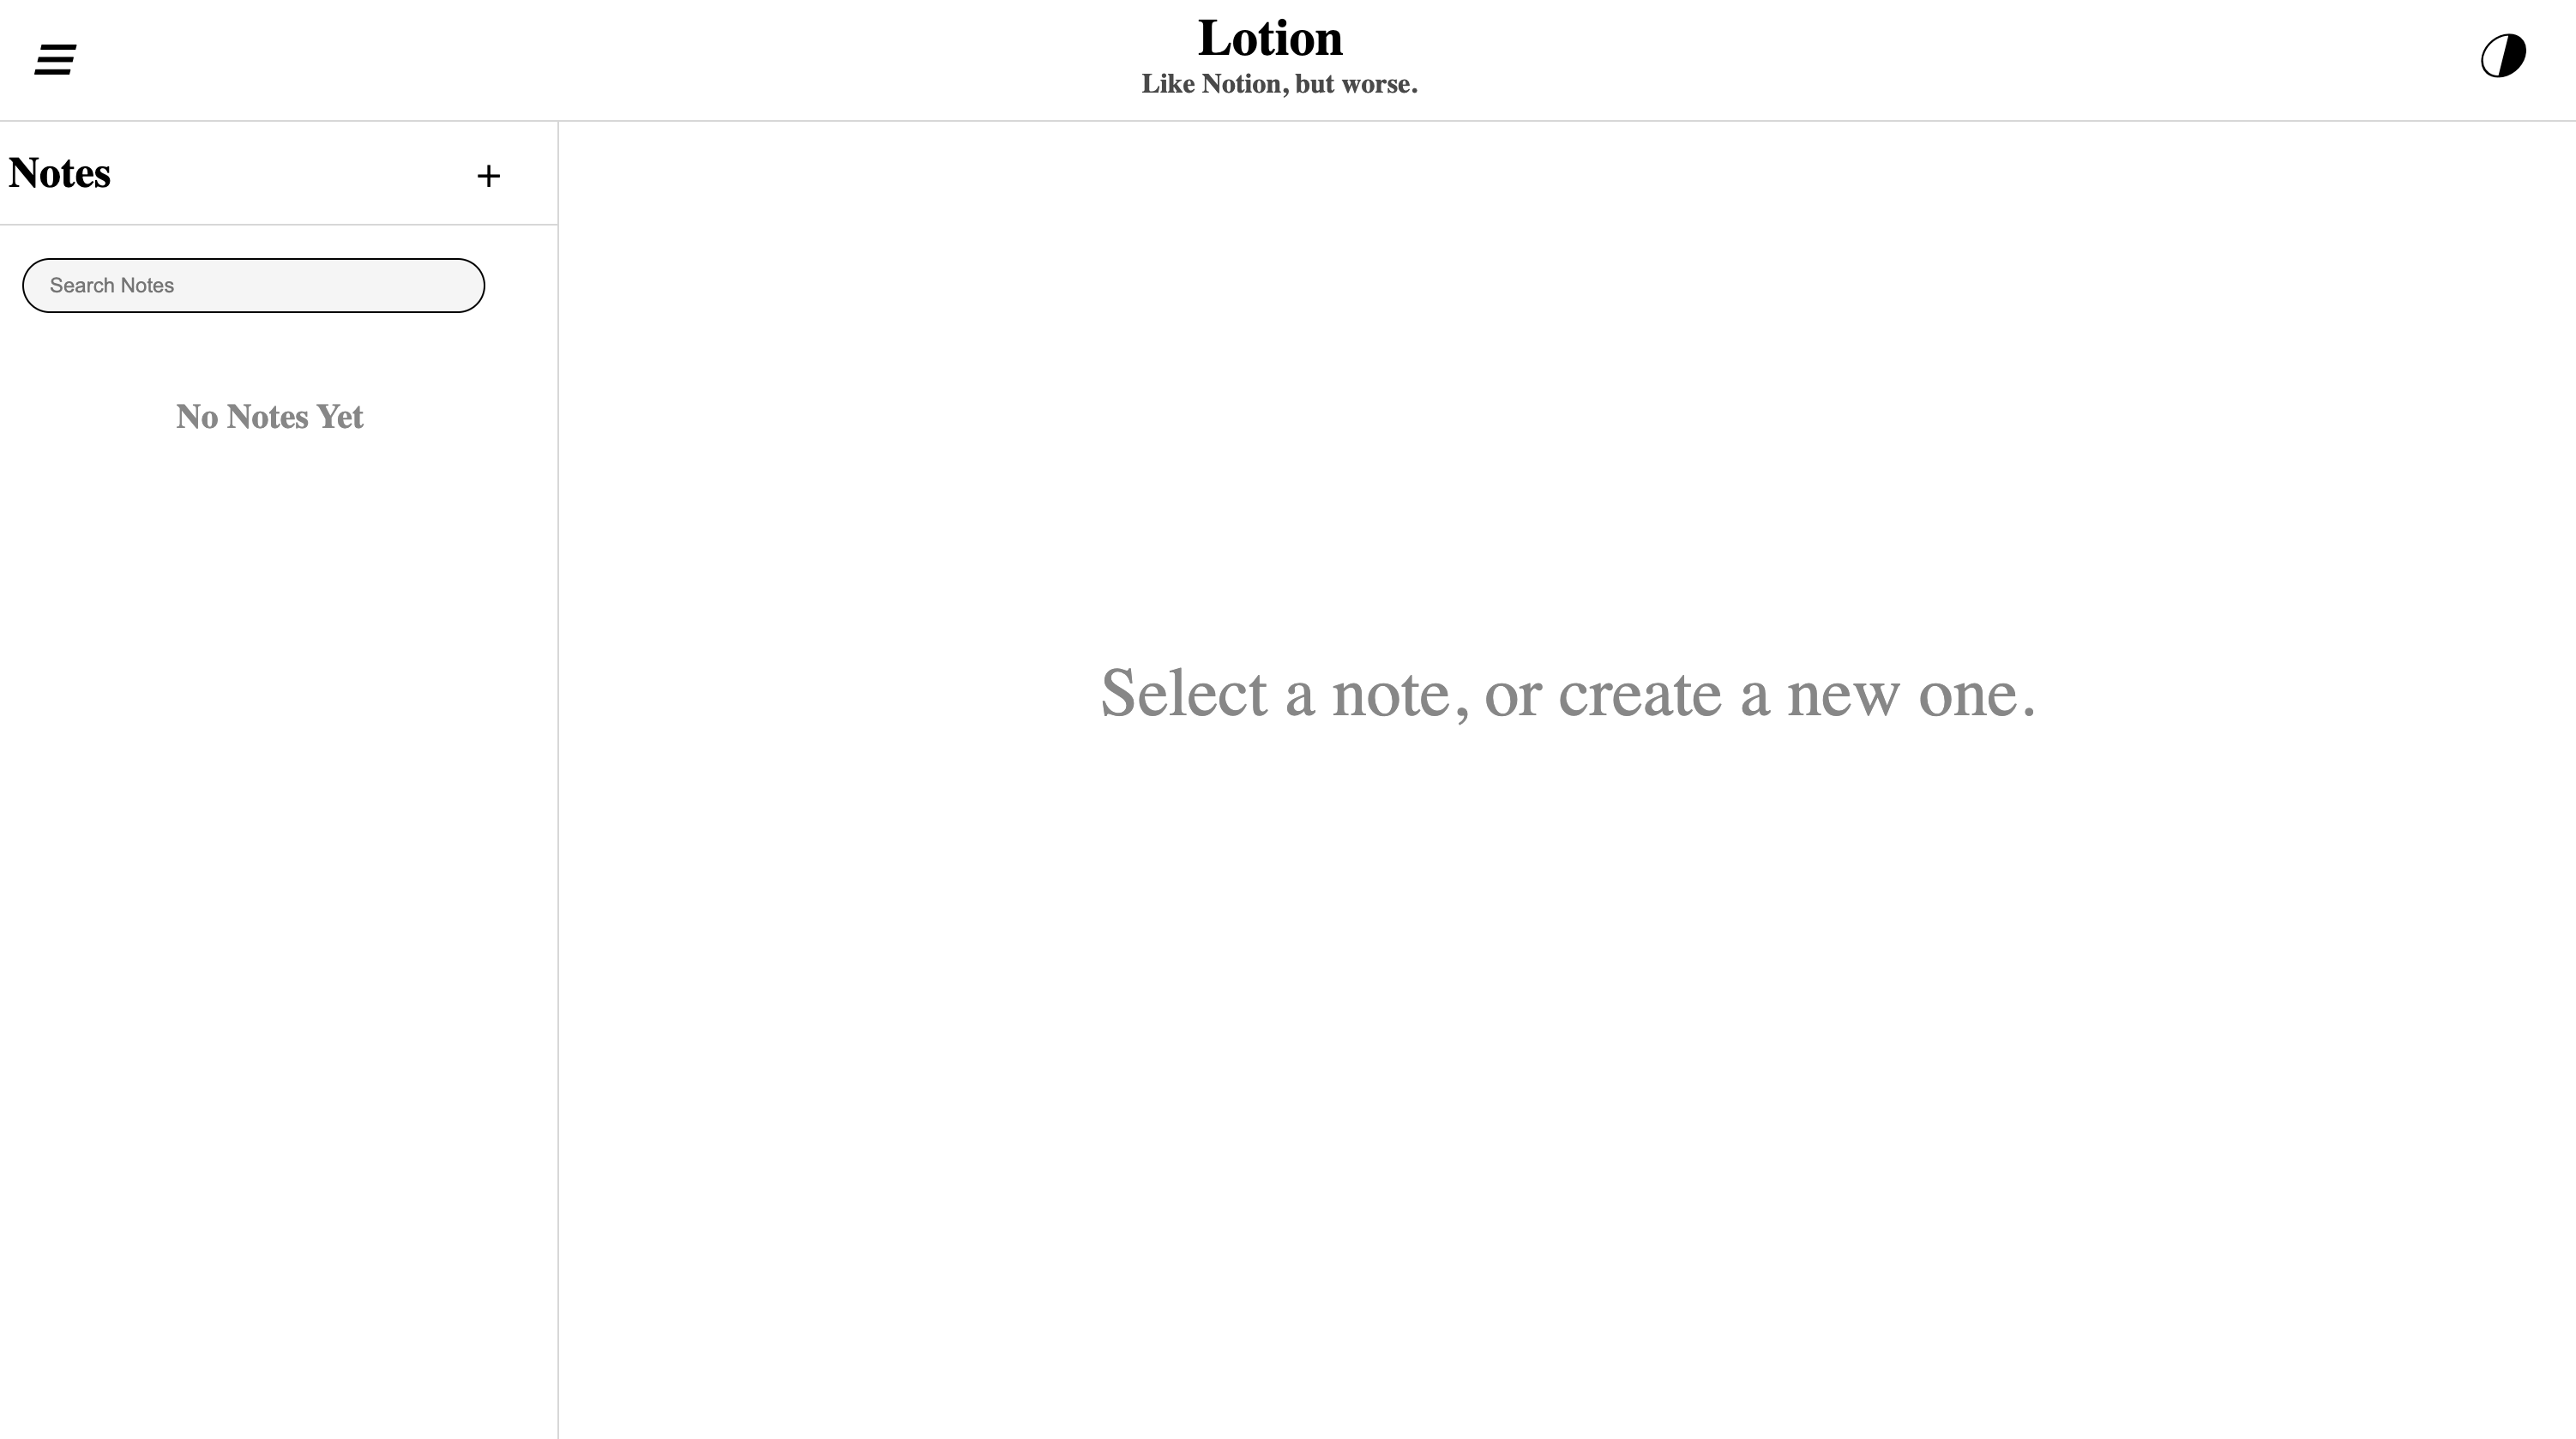 Lotion
Like Notion, but worse.
Notes
+
Search Notes
No Notes Yet
Select a note, or create a new one.